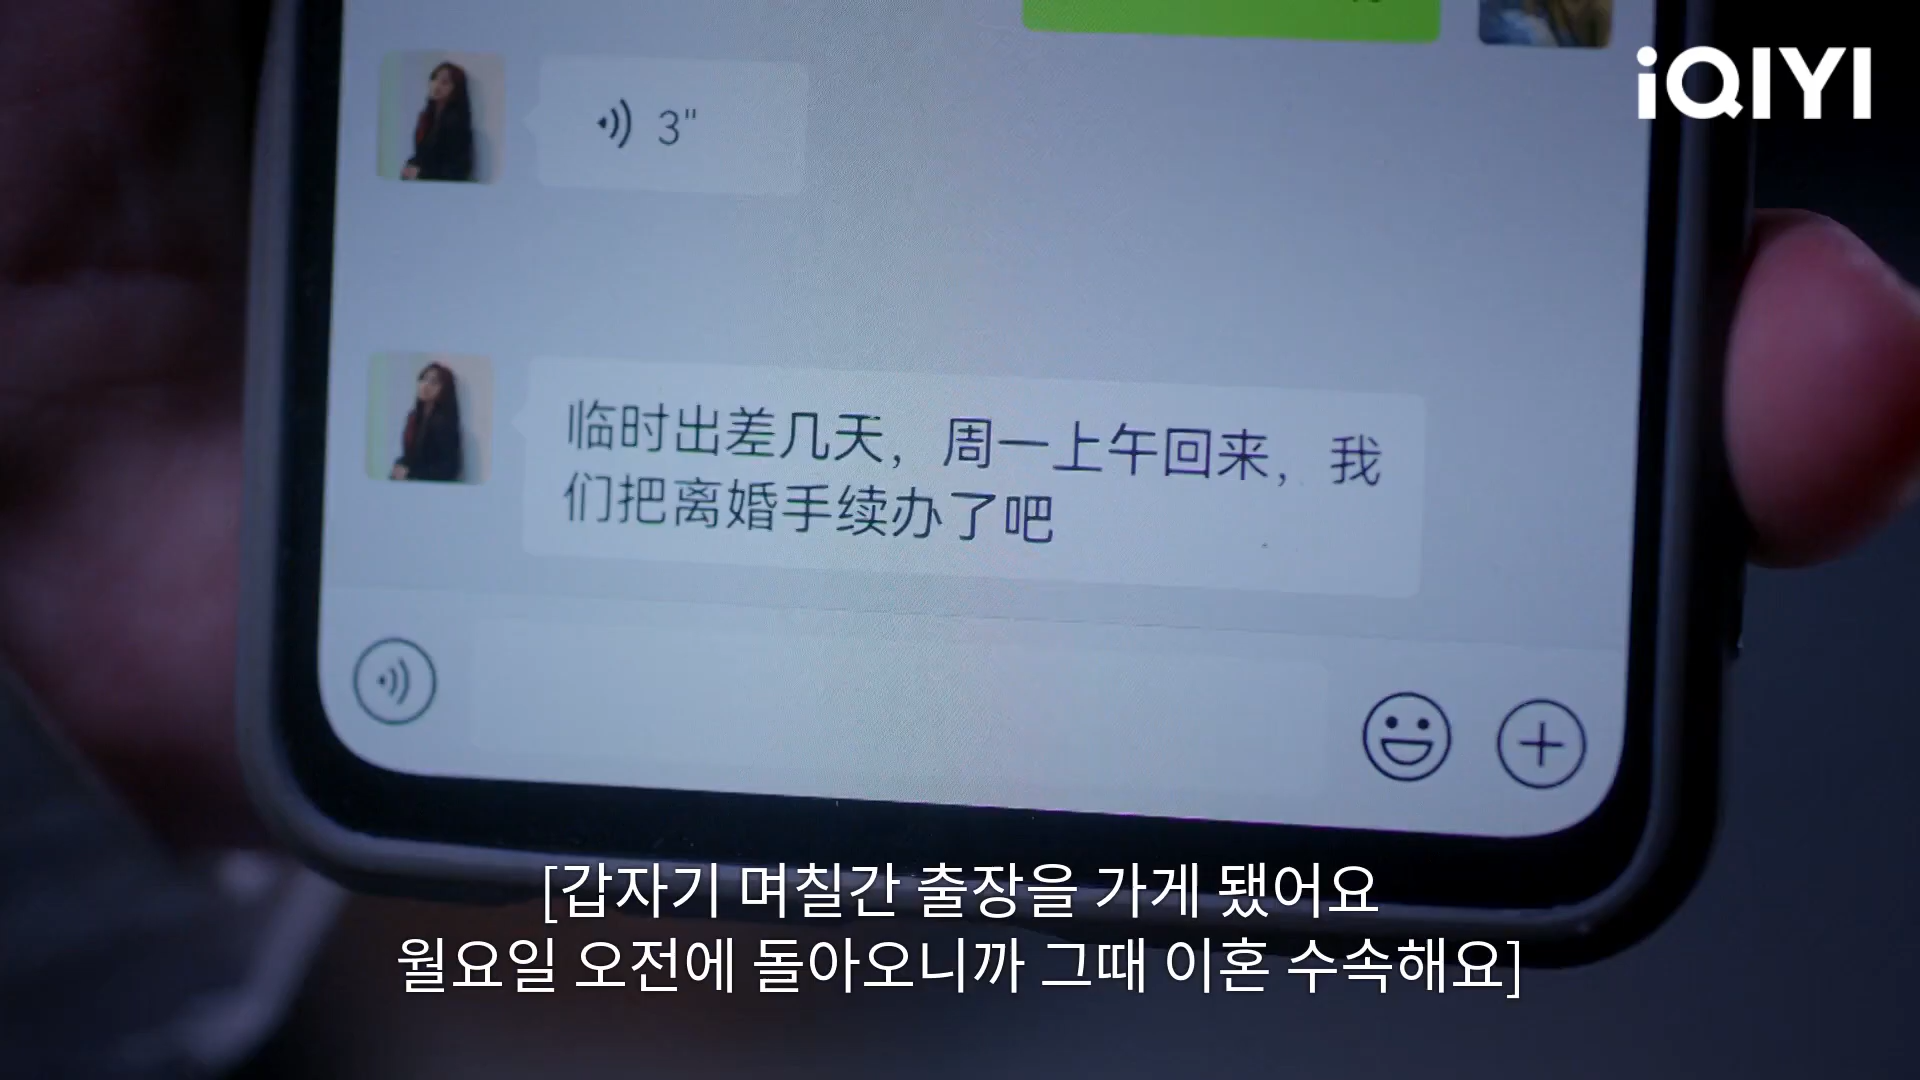 iQIYI
3"
临时出差几天，周一上午回来，我
们把离婚手续办了吧
[갑자기 며칠간 출장을 가게 됐어요
월요일 오전에 돌아오니까 그때 이혼 수속해요]